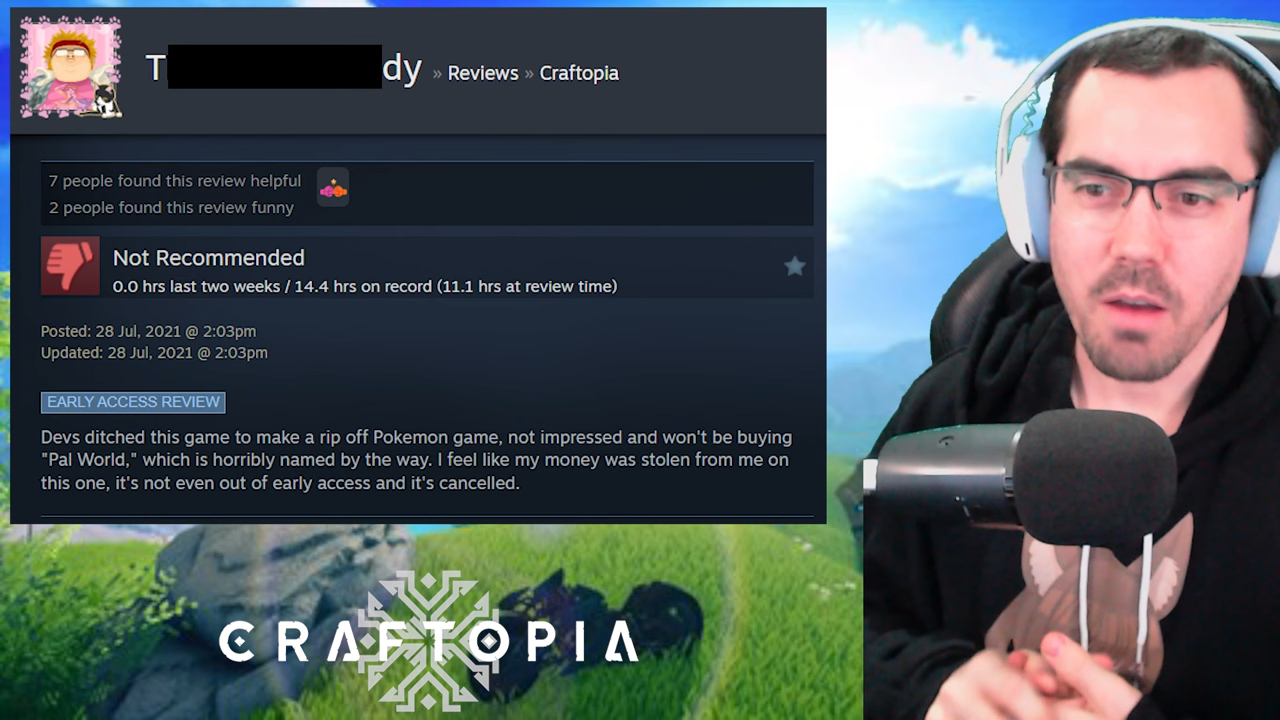 T dy » Reviews » Craftopia
7 people found this review helpful
2 people found this review funny
Not Recommended
0.0 hrs last two weeks / 14.4 hrs on record (11.1 hrs at review time)
Posted: 28 Jul, 2021 @ 2:03pm
Updated: 28 Jul, 2021 @ 2:03pm
EARLY ACCESS REVIEW
Devs ditched this game to make a rip off Pokemon game, not impressed and won't be buying
"Pal World," which is horribly named by the way. I feel like my money was stolen from me on
this one, it's not even out of early access and it's cancelled.
CRAFTOPIA